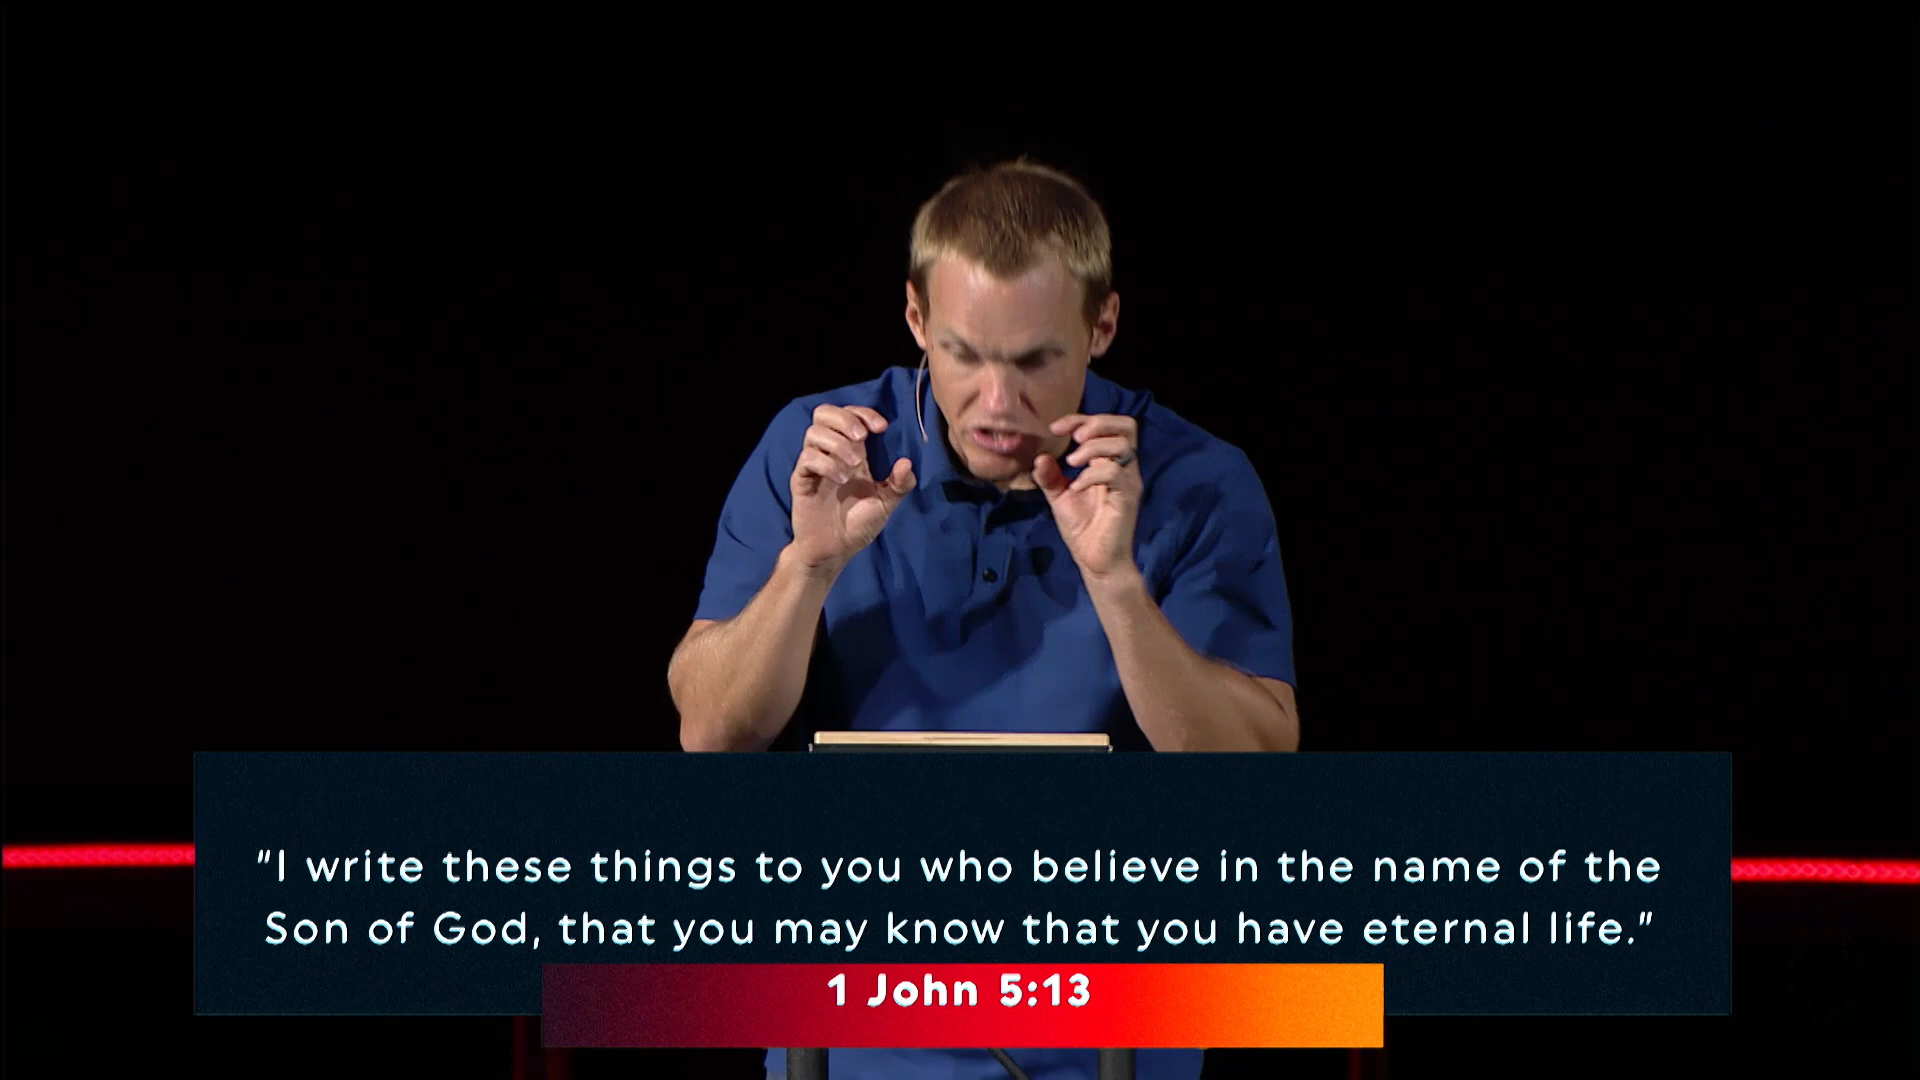 "I write these things to you who believe in the name of the
Son of God, that you may know that you have eternal life."
1 John 5:13